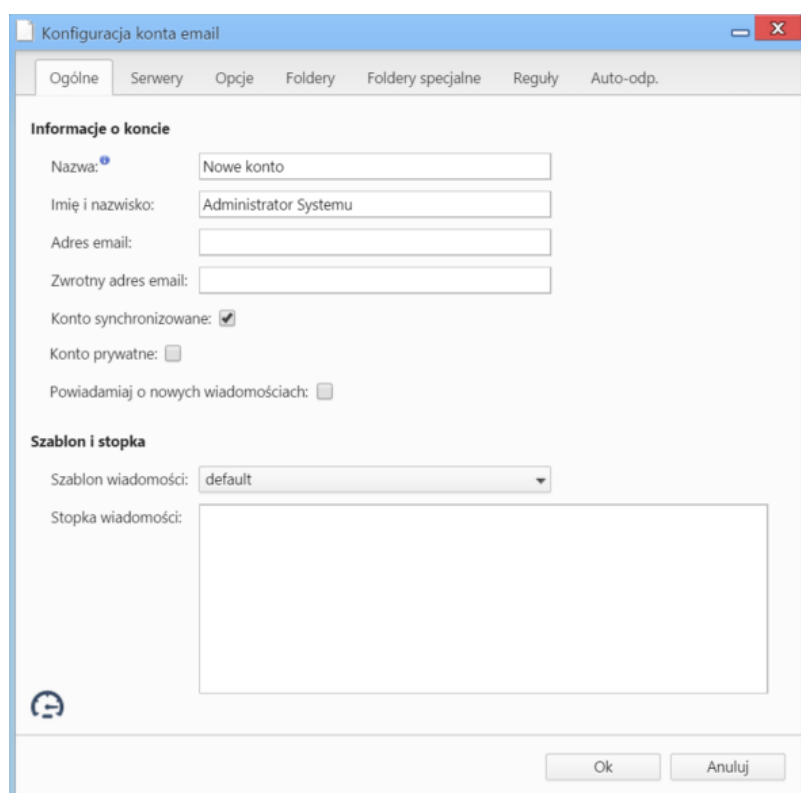 Konfiguracja konta email
Ogólne Serwery Opcje Foldery Foldery specjalne Reguły Auto-odp.
Informacje o koncie
Nazwa: Nowe konto
Imię i nazwisko: Administrator Systemu
Adres email:
Zwrotny adres email:
Konto synchronizowane:
Konto prywatne:
Powiadamiaj o nowych wiadomościach:
Szablon i stopka
Szablon wiadomości: default
Stopka wiadomości:
Ok Anuluj